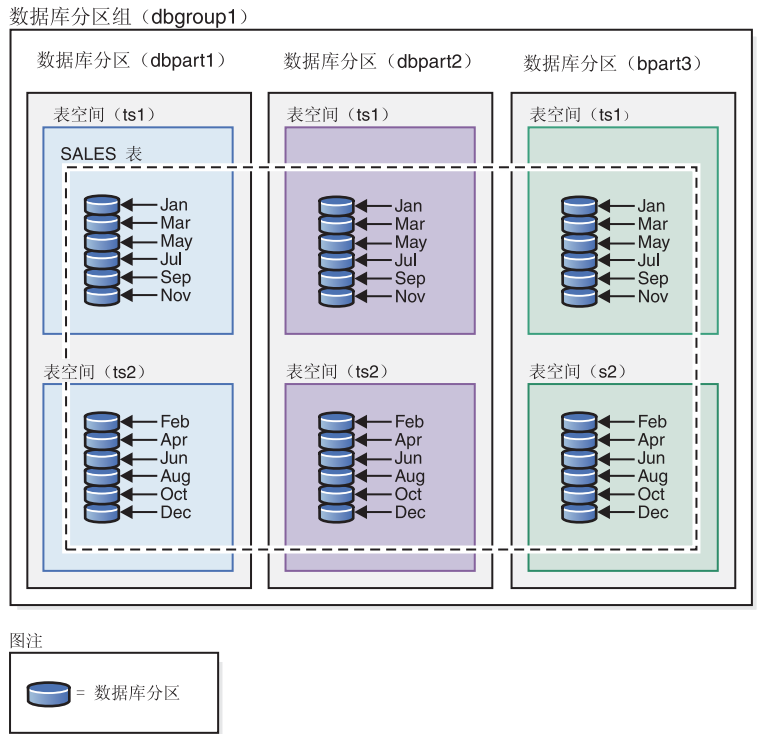 数据库分区组（dbgroup1）
数据库分区（dbpart1）
数据库分区（dbpart2）
数据库分区（bpart3）
表空间（ts1）
表空间（ts1）
表空间（ts1）
SALES 表
Jan
Mar
May
Jul
Sep
Nov
Jan
Mar
May
Jul
Sep
Nov
Jan
Mar
May
Jul
Sep
Nov
表空间（ts2）
表空间（ts2）
表空间（s2）
Feb
Apr
Jun
Aug
Oct
Dec
Feb
Apr
Jun
Aug
Oct
Dec
Feb
Apr
Jun
Aug
Oct
Dec
图注
= 数据库分区